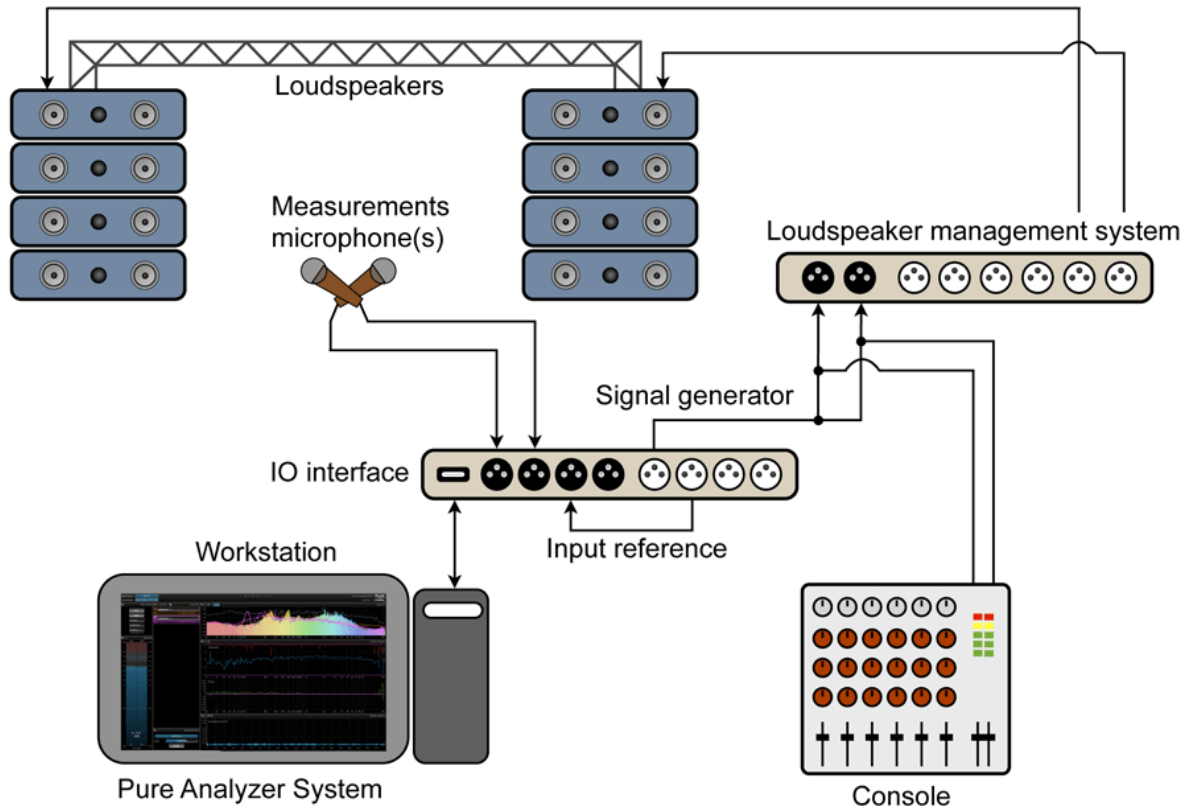 Loudspeakers
Measurements
microphone(s)
Loudspeaker management system
Signal generator
IO interface
Input reference
Workstation
Pure Analyzer System
Console